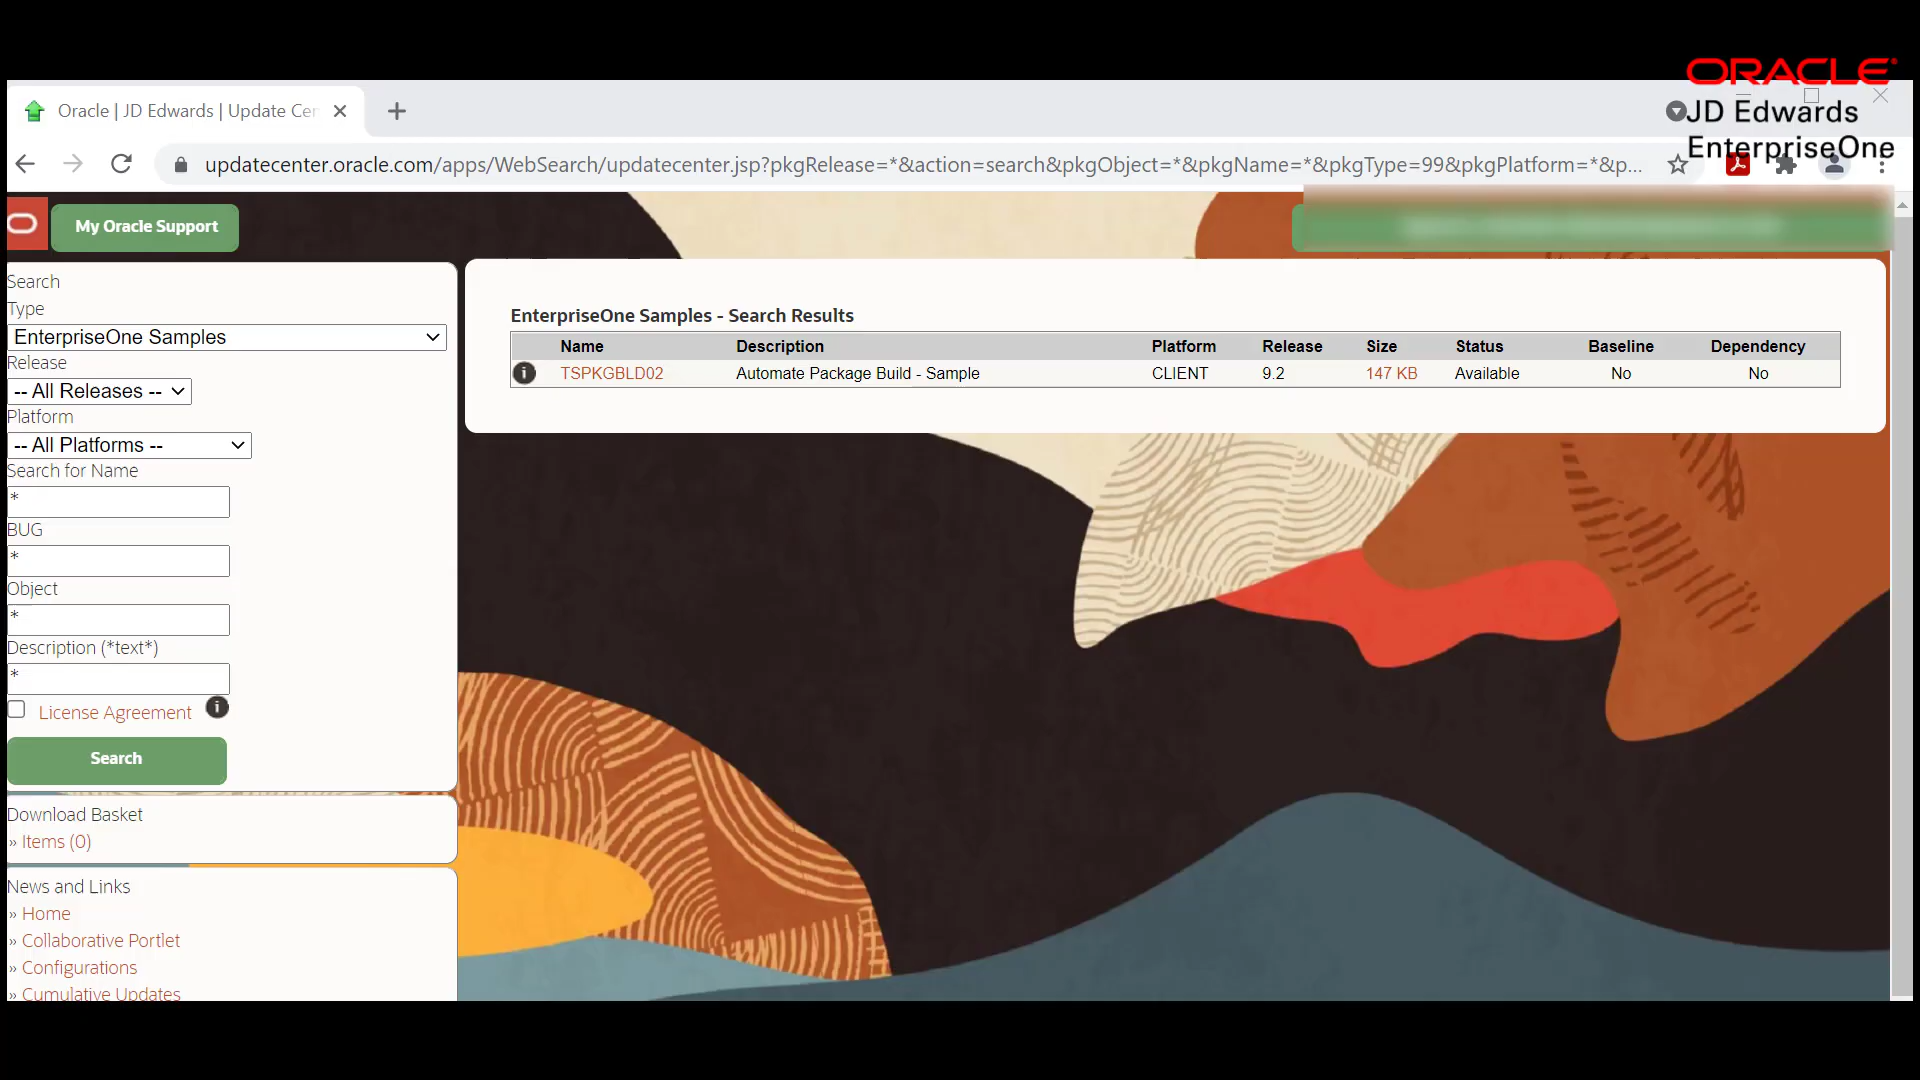 ORACLE
JD Edwards
EnterpriseOne
Oracle | JD Edwards | Update Cer
updatecenter.oracle.com/apps/WebSearch/updatecenter.jsp?pkgRelease=*&action=search&pkgObject=*&pkgName=*&pkgType=99&pkgPlatform=*&p...
My Oracle Support
Search
Type
EnterpriseOne Samples
Release
-- All Releases --
Platform
-- All Platforms --
Search for Name
*
BUG
*
Object
*
Description (*text*)
*
License Agreement
Search
Download Basket
» Items (0)
News and Links
» Home
» Collaborative Portlet
» Configurations
» Cumulative Updates
EnterpriseOne Samples - Search Results
Name Description Platform Release Size Status Baseline Dependency
TSPKGBLD02 Automate Package Build - Sample CLIENT 9.2 147 KB Available No No